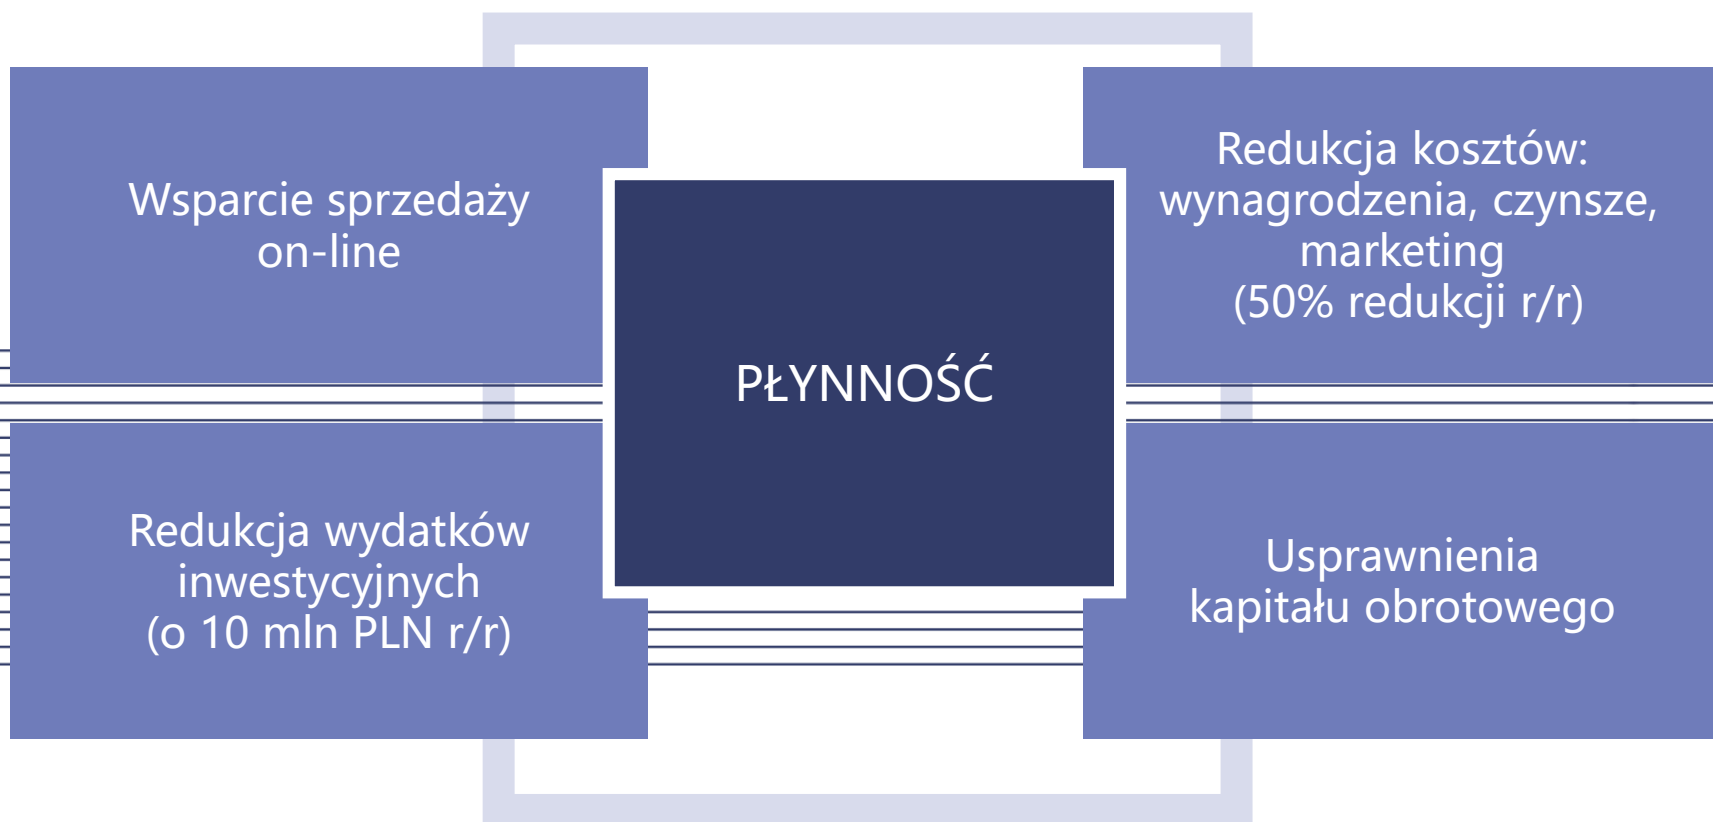 Wsparcie sprzedaży
on-line
Redukcja kosztów:
wynagrodzenia, czynsze,
marketing
(50% redukcji r/r)
PŁYNNOŚĆ
Redukcja wydatków
inwestycyjnych
(o 10 mln PLN r/r)
Usprawnienia
kapitału obrotowego